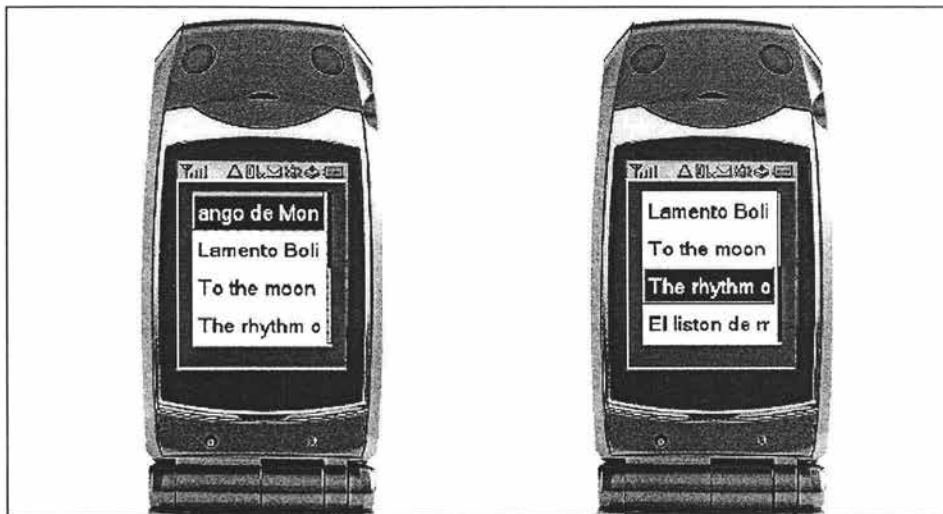 ango de Mon
Lamento Boli
To the moon
The rhythm o
Lamento Boli
To the moon
The rhythm o
El liston de m